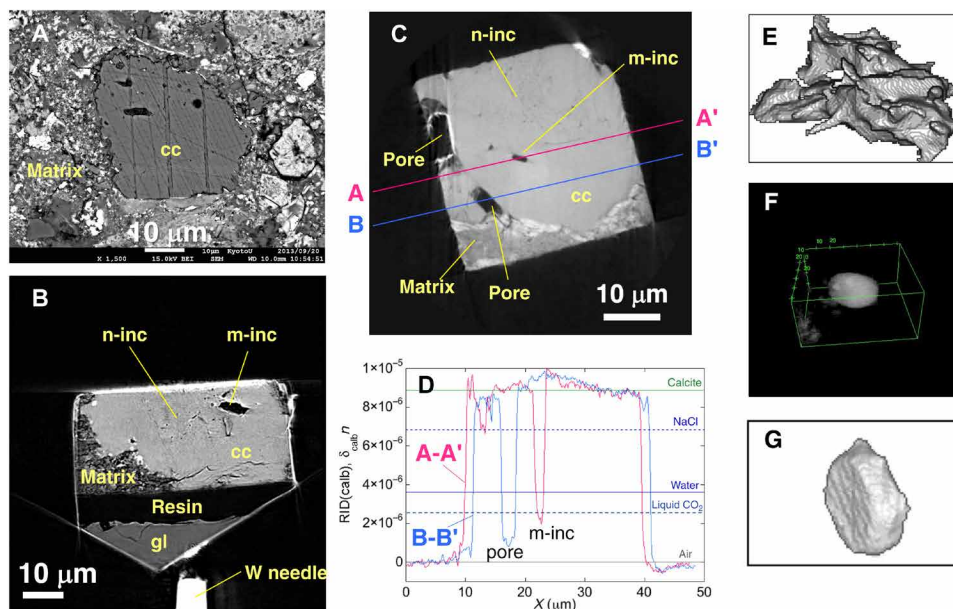 A
cc
Matrix
10 μm
10μm KyotoU 2013/09/20
X 1,500 15.0kV BEI SEM WD 10.0mm 10:54:51
B
n-inc
m-inc
cc
Matrix
Resin
gl
10 μm
W needle
C
n-inc
m-inc
Pore
A'
B'
A
B
cc
Matrix
Pore
10 μm
D
RID(calb), δcalb n
1×10⁻⁵
8×10⁻⁶
6×10⁻⁶
4×10⁻⁶
2×10⁻⁶
0
Calcite
NaCl
A-A'
Water
Liquid CO₂
B-B'
pore
m-inc
Air
0 10 20 30 40 50
X (μm)
E
F
G